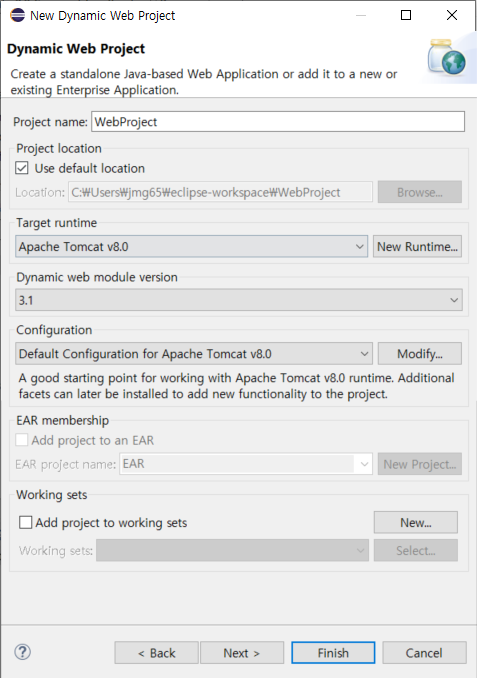 New Dynamic Web Project
Dynamic Web Project
Create a standalone Java-based Web Application or add it to a new or
existing Enterprise Application.
Project name: WebProject
Project location
Use default location
Location: C:₩Users₩jmg65₩eclipse-workspace₩WebProject Browse...
Target runtime
Apache Tomcat v8.0 New Runtime...
Dynamic web module version
3.1
Configuration
Default Configuration for Apache Tomcat v8.0 Modify...
A good starting point for working with Apache Tomcat v8.0 runtime. Additional
facets can later be installed to add new functionality to the project.
EAR membership
Add project to an EAR
EAR project name: EAR New Project...
Working sets
Add project to working sets New...
Working sets: Select...
? < Back Next > Finish Cancel